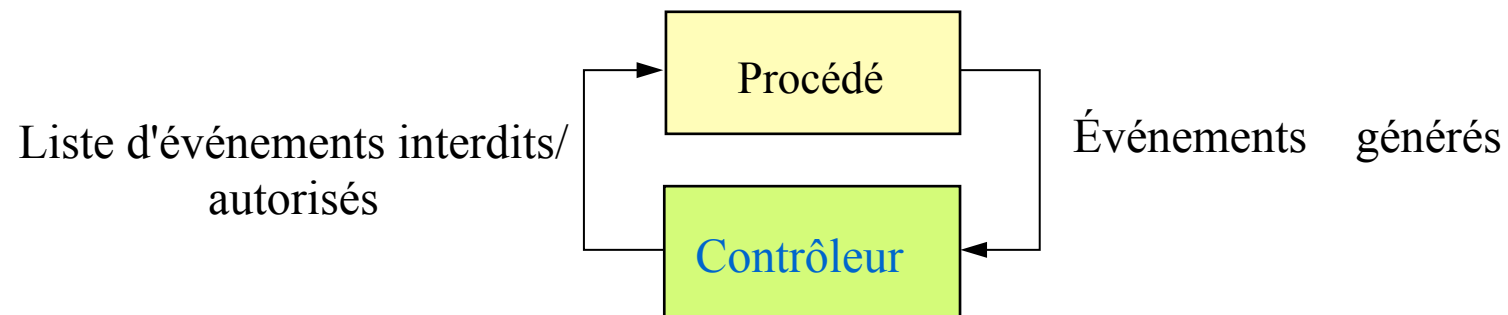 Procédé
Liste d'événements interdits/
autorisés
Événements générés
Contrôleur